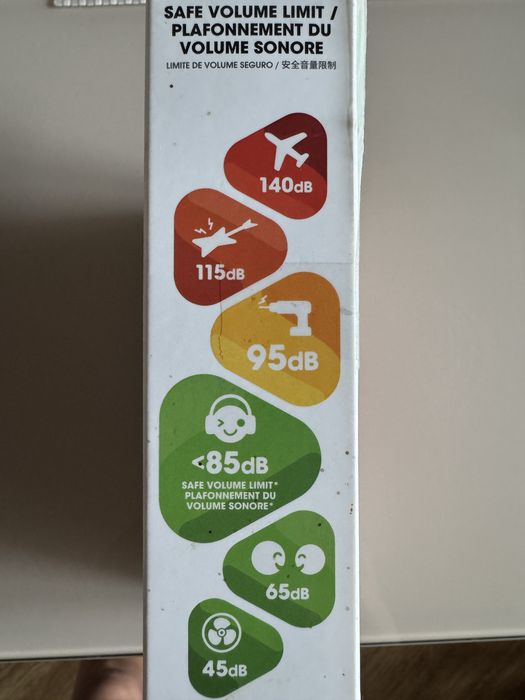 SAFE VOLUME LIMIT /
PLAFONNEMENT DU
VOLUME SONORE
LIMITE DE VOLUME SEGURO / 安全音量限制
140dB
115dB
95dB
<85dB
SAFE VOLUME LIMIT*
PLAFONNEMENT DU
VOLUME SONORE*
65dB
45dB